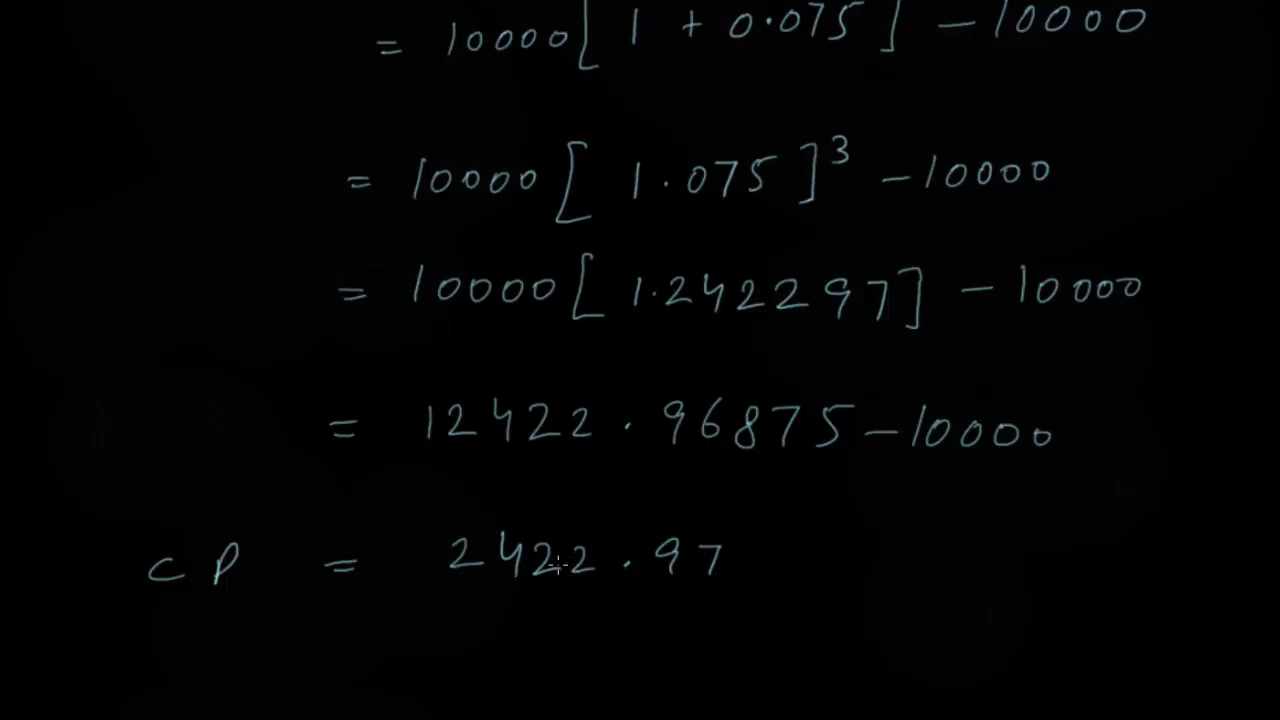 = 10000[ 1 + 0.075 ] - 10000
= 10000[ 1.075 ]³ - 10000
= 10000[ 1.242297] - 10000
= 12422.96875 - 10000
CP = 2422.97